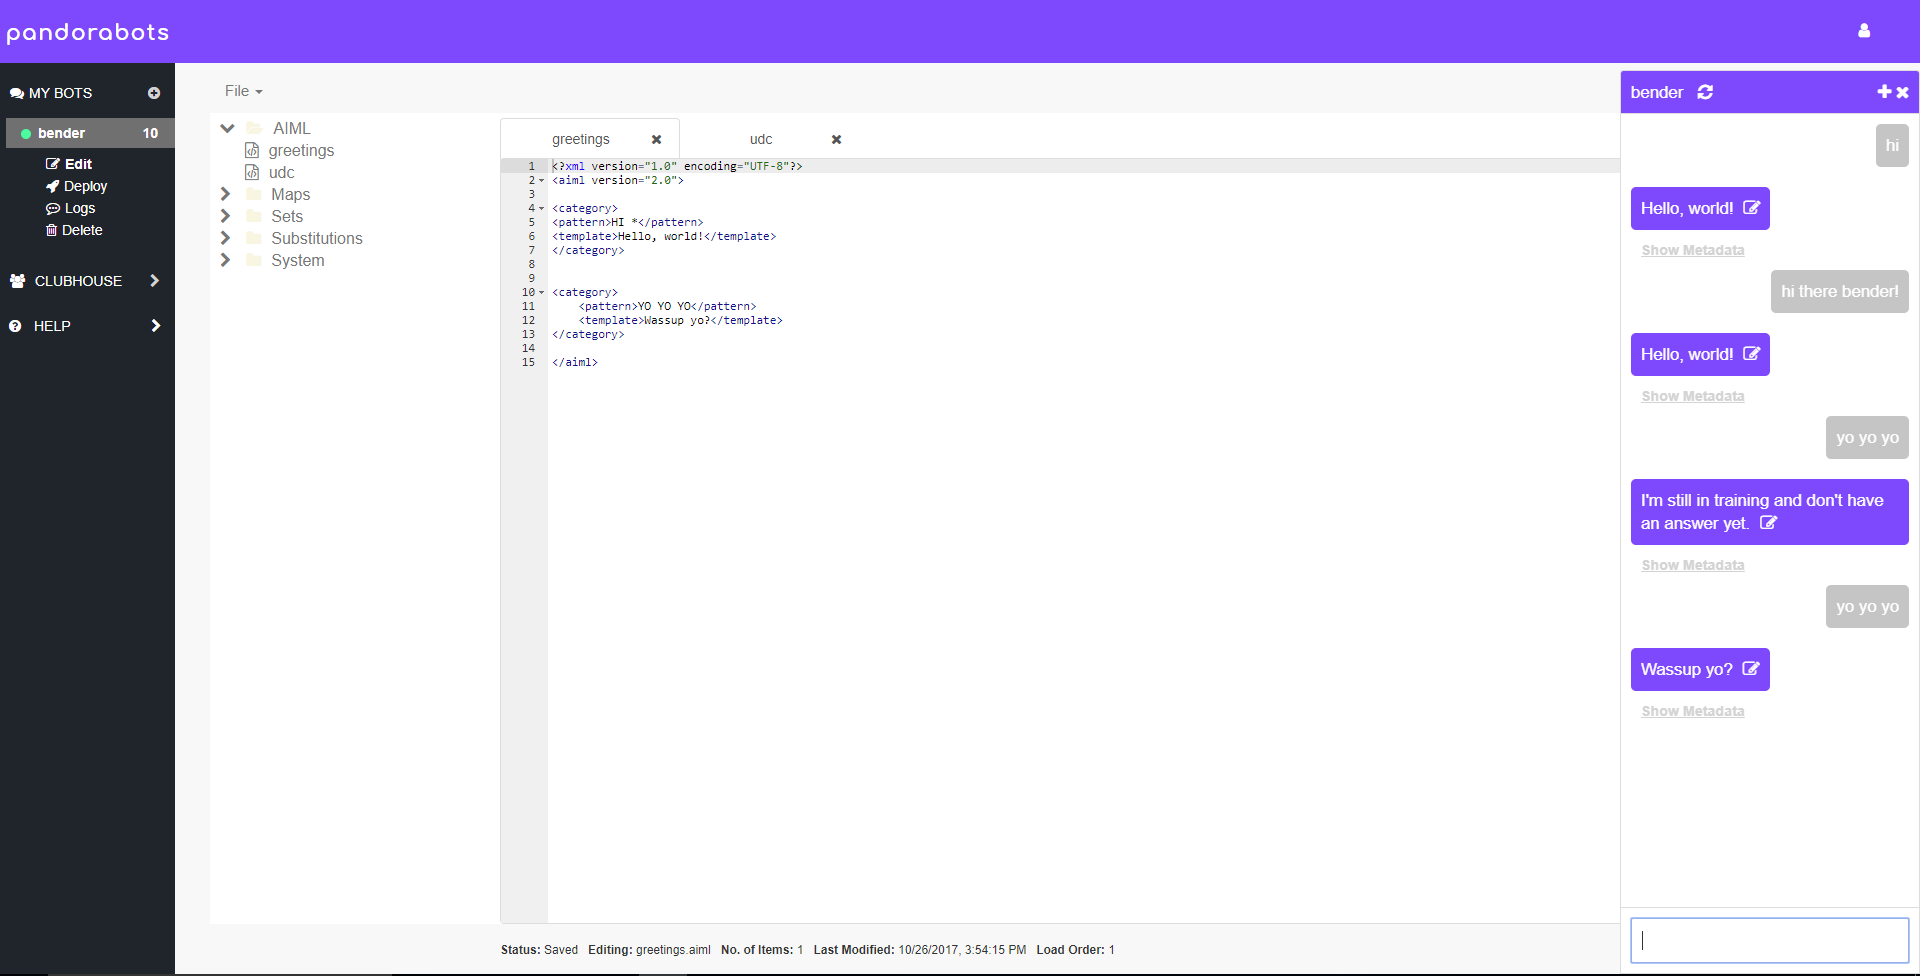 pandorabots
MY BOTS
bender 10
Edit
Deploy
Logs
Delete
CLUBHOUSE
HELP
File
AIML
greetings
udc
Maps
Sets
Substitutions
System
greetings
udc
1 <?xml version="1.0" encoding="UTF-8"?>
2 <aiml version="2.0">
3
4 <category>
5 <pattern>HI *</pattern>
6 <template>Hello, world!</template>
7 </category>
8
9
10 <category>
11 <pattern>YO YO YO</pattern>
12 <template>Wassup yo?</template>
13 </category>
14
15 </aiml>
Status: Saved Editing: greetings.aiml No. of Items: 1 Last Modified: 10/26/2017, 3:54:15 PM Load Order: 1
bender
hi
Hello, world!
Show Metadata
hi there bender!
Hello, world!
Show Metadata
yo yo yo
I'm still in training and don't have
an answer yet.
Show Metadata
yo yo yo
Wassup yo?
Show Metadata